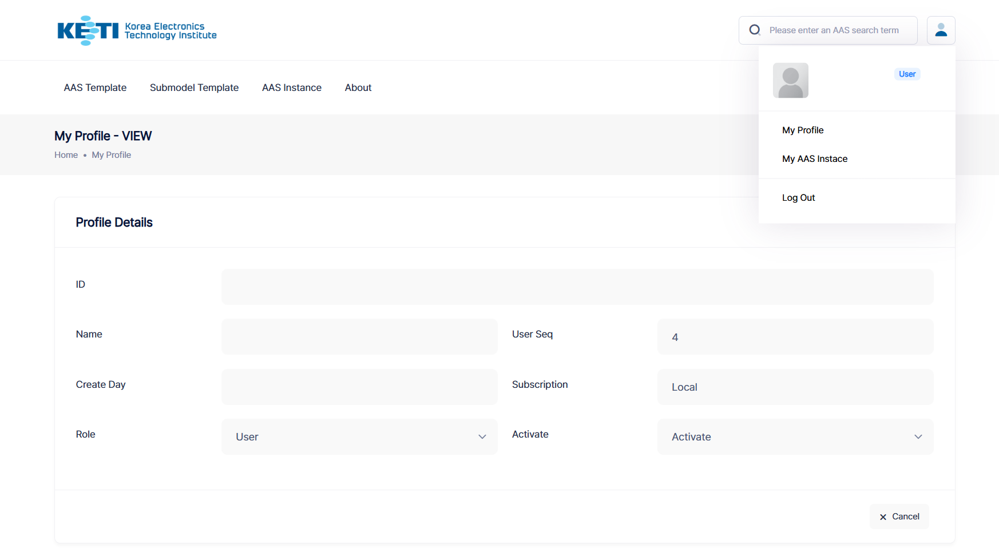 KETI Korea Electronics
Technology Institute
Please enter an AAS search term
User
AAS Template Submodel Template AAS Instance About
My Profile - VIEW
Home • My Profile
My Profile
My AAS Instace
Log Out
Profile Details
ID
Name
User Seq 4
Create Day
Subscription Local
Role User
Activate Activate
Cancel